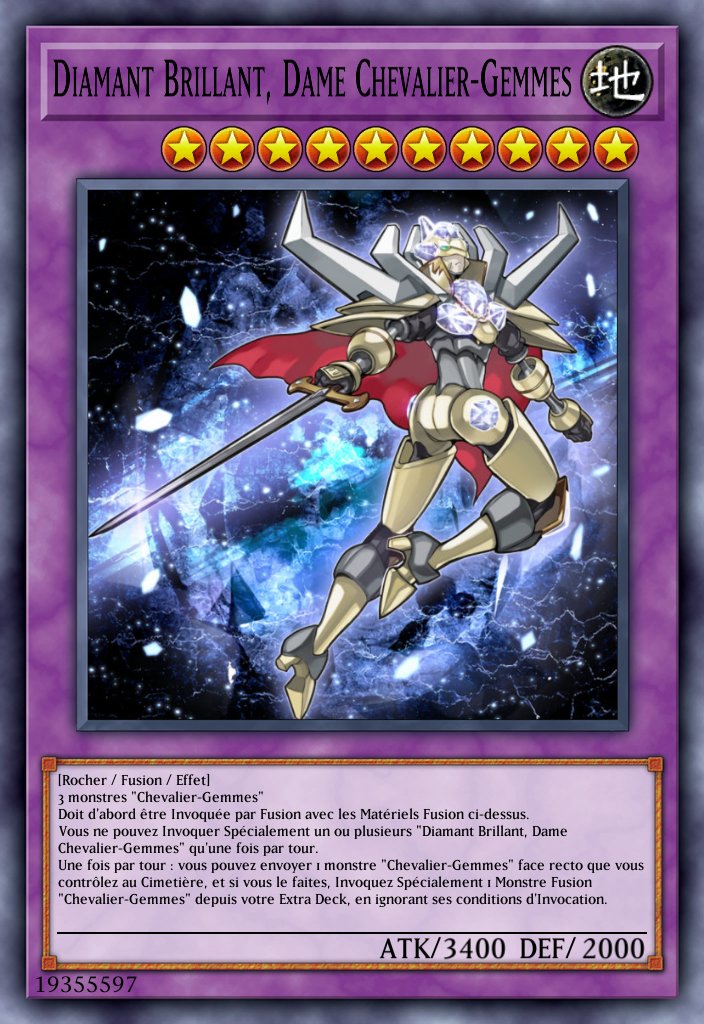 Diamant Brillant, Dame Chevalier-Gemmes
地
[Rocher / Fusion / Effet]
3 monstres "Chevalier-Gemmes"
Doit d'abord être Invoquée par Fusion avec les Matériels Fusion ci-dessus.
Vous ne pouvez Invoquer Spécialement un ou plusieurs "Diamant Brillant, Dame
Chevalier-Gemmes" qu'une fois par tour.
Une fois par tour : vous pouvez envoyer 1 monstre "Chevalier-Gemmes" face recto que vous
contrôlez au Cimetière, et si vous le faites, Invoquez Spécialement 1 Monstre Fusion
"Chevalier-Gemmes" depuis votre Extra Deck, en ignorant ses conditions d'Invocation.
ATK/3400 DEF/ 2000
19355597